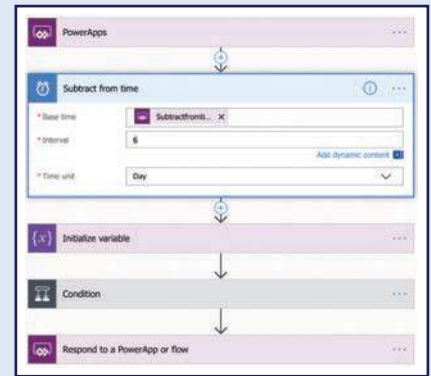 PowerApps
Subtract from time
* Base time
Subtractfromti... ×
* Interval
6
Add dynamic content
* Time unit
Day
{x} Initialize variable
Condition
Respond to a PowerApp or flow